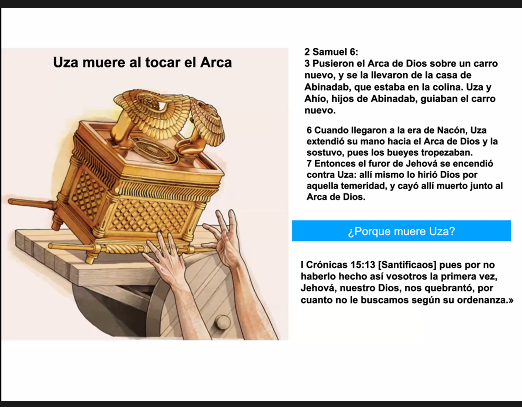 Uza muere al tocar el Arca
2 Samuel 6:
3 Pusieron el Arca de Dios sobre un carro
nuevo, y se la llevaron de la casa de
Abinadab, que estaba en la colina. Uza y
Ahío, hijos de Abinadab, guiaban el carro
nuevo.
6 Cuando llegaron a la era de Nacón, Uza
extendió su mano hacia el Arca de Dios y la
sostuvo, pues los bueyes tropezaban.
7 Entonces el furor de Jehová se encendió
contra Uza: allí mismo lo hirió Dios por
aquella temeridad, y cayó allí muerto junto al
Arca de Dios.
¿Porque muere Uza?
I Crónicas 15:13 [Santificaos] pues por no
haberlo hecho así vosotros la primera vez,
Jehová, nuestro Dios, nos quebrantó, por
cuanto no le buscamos según su ordenanza.»